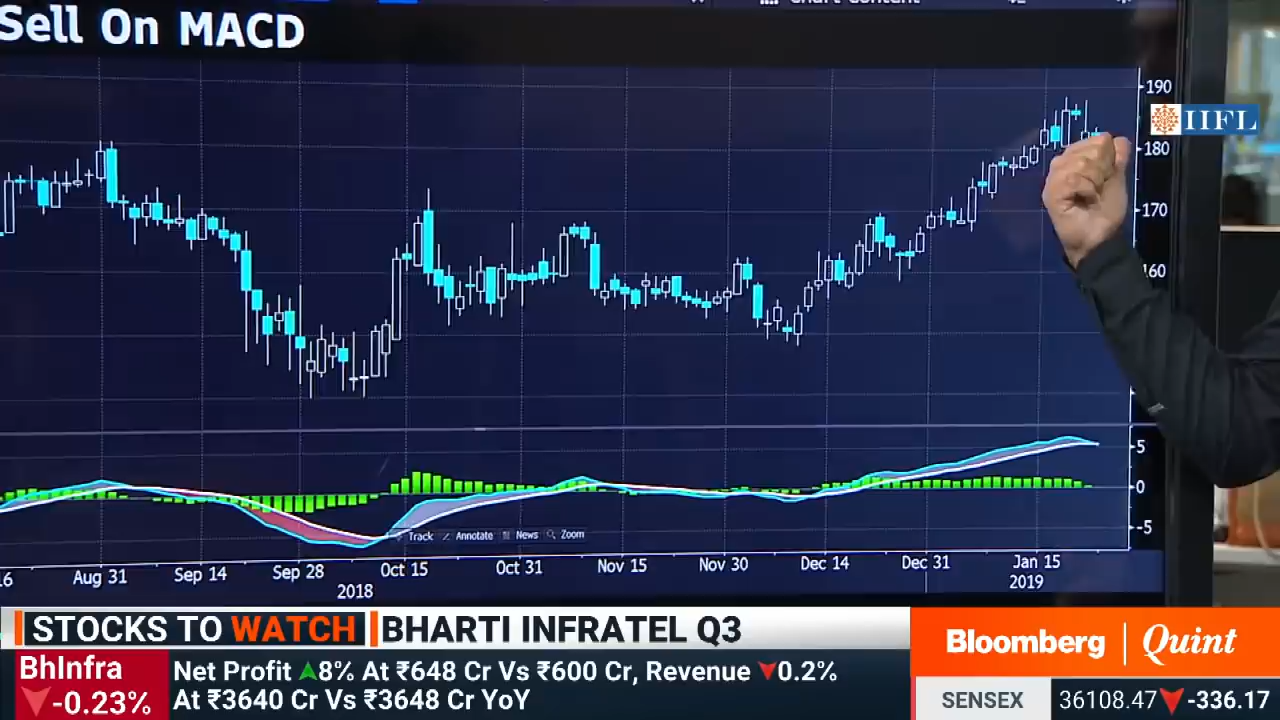 Sell On MACD
190
IIFL
180
170
160
5
0
-5
Track Annotate News Zoom
16 Aug 31 Sep 14 Sep 28 Oct 15 Oct 31 Nov 15 Nov 30 Dec 14 Dec 31 Jan 15
2018 2019
STOCKS TO WATCH BHARTI INFRATEL Q3
BhInfra
-0.23%
Net Profit 8% At ₹648 Cr Vs ₹600 Cr, Revenue 0.2%
At ₹3640 Cr Vs ₹3648 Cr YoY
Bloomberg | Quint
SENSEX 36108.47 -336.17